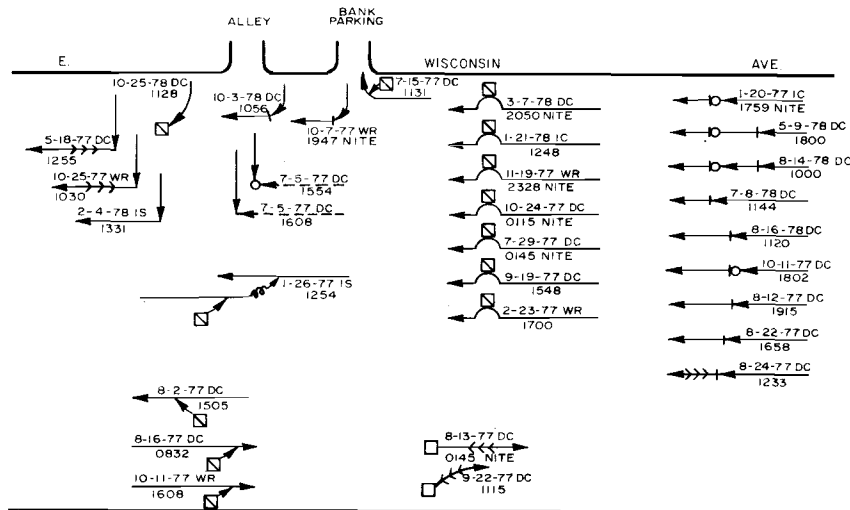 ALLEY
BANK
PARKING
E.
WISCONSIN
AVE
10-25-78 DC
1128
10-3-78 DC
1056
10-7-77 WR
1947 NITE
7-15-77 DC
1131
5-18-77 DC
1255
10-25-77 WR
1030
2-4-78 IS
1331
7-5-77 DC
1554
7-5-77 DC
1608
1-26-77 IS
1254
3-7-78 DC
2050 NITE
1-21-78 IC
1248
11-19-77 WR
2328 NITE
10-24-77 DC
0115 NITE
7-29-77 DC
0145 NITE
9-19-77 DC
1548
2-23-77 WR
1700
1-20-77 IC
1759 NITE
5-9-78 DC
1800
8-14-78 DC
1000
7-8-78 DC
1144
8-16-78 DC
1120
10-11-77 DC
1802
8-12-77 DC
1915
8-22-77 DC
1658
8-24-77 DC
1233
8-2-77 DC
1505
8-16-77 DC
0832
10-11-77 WR
1608
8-13-77 DC
0145 NITE
9-22-77 DC
1115